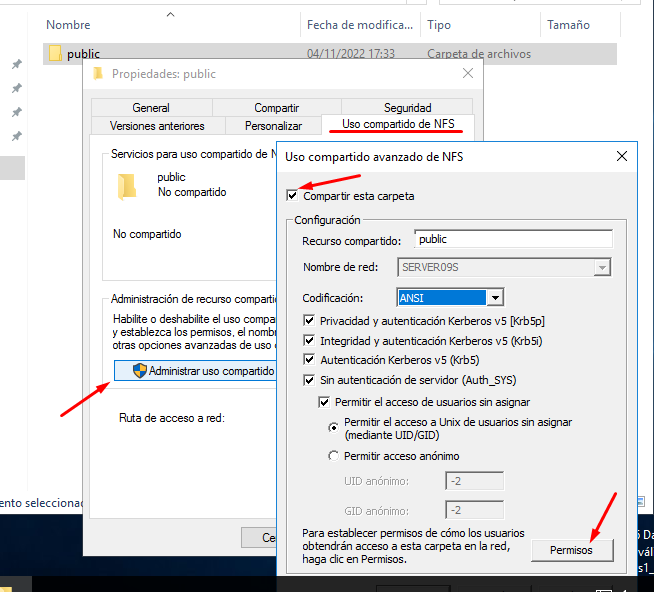 Nombre
Fecha de modifica...
Tipo
Tamaño
public
04/11/2022 17:33
Carpeta de archivos
Propiedades: public
General
Compartir
Seguridad
Versiones anteriores
Personalizar
Uso compartido de NFS
Servicios para uso compartido de
public
No compartido
No compartido
Administración de recurso
Habilite o deshabilite el uso
y establezca los permisos, el
otras opciones avanzadas de uso
Administrar uso compartido
Ruta de acceso a red:
Uso compartido avanzado de NFS
Compartir esta carpeta
Configuración
Recurso compartido:
public
Nombre de red:
SERVER09S
Codificación:
ANSI
Privacidad y autenticación Kerberos v5 [Krb5p]
Integridad y autenticación Kerberos v5 (Krb5i)
Autenticación Kerberos v5 (Krb5)
Sin autenticación de servidor (Auth_SYS)
Permitir el acceso de usuarios sin asignar
Permitir el acceso a Unix de usuarios sin asignar
(mediante UID/GID)
Permitir acceso anónimo
UID anónimo:
-2
GID anónimo:
-2
Para establecer permisos de cómo los usuarios
obtendrán acceso a esta carpeta en la red,
haga clic en Permisos.
Permisos